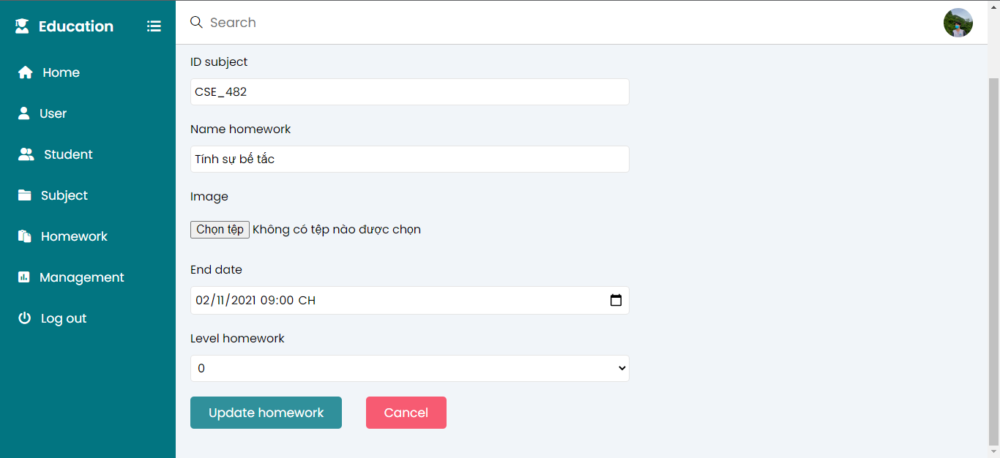 Education
Search
Home
User
Student
Subject
Homework
Management
Log out
ID subject
CSE_482
Name homework
Tính sự bế tắc
Image
Chọn tệp Không có tệp nào được chọn
End date
02/11/2021 09:00 CH
Level homework
0
Update homework Cancel